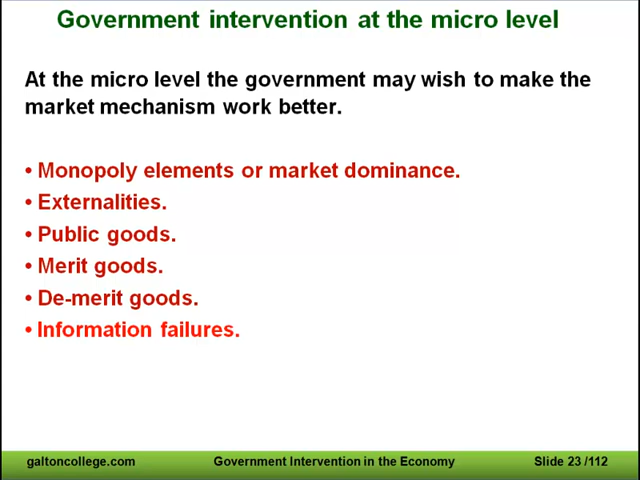 Government intervention at the micro level
At the micro level the government may wish to make the
market mechanism work better.
• Monopoly elements or market dominance.
• Externalities.
• Public goods.
• Merit goods.
• De-merit goods.
• Information failures.
galtoncollege.com Government Intervention in the Economy Slide 23 /112